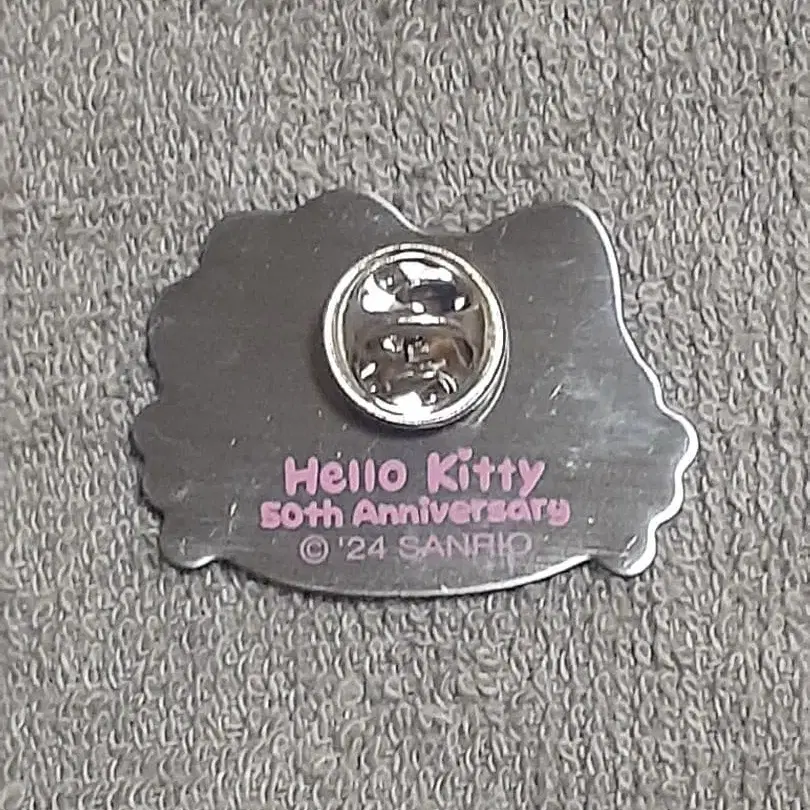 Hello Kitty
50th Anniversary
© '24 SANRIO